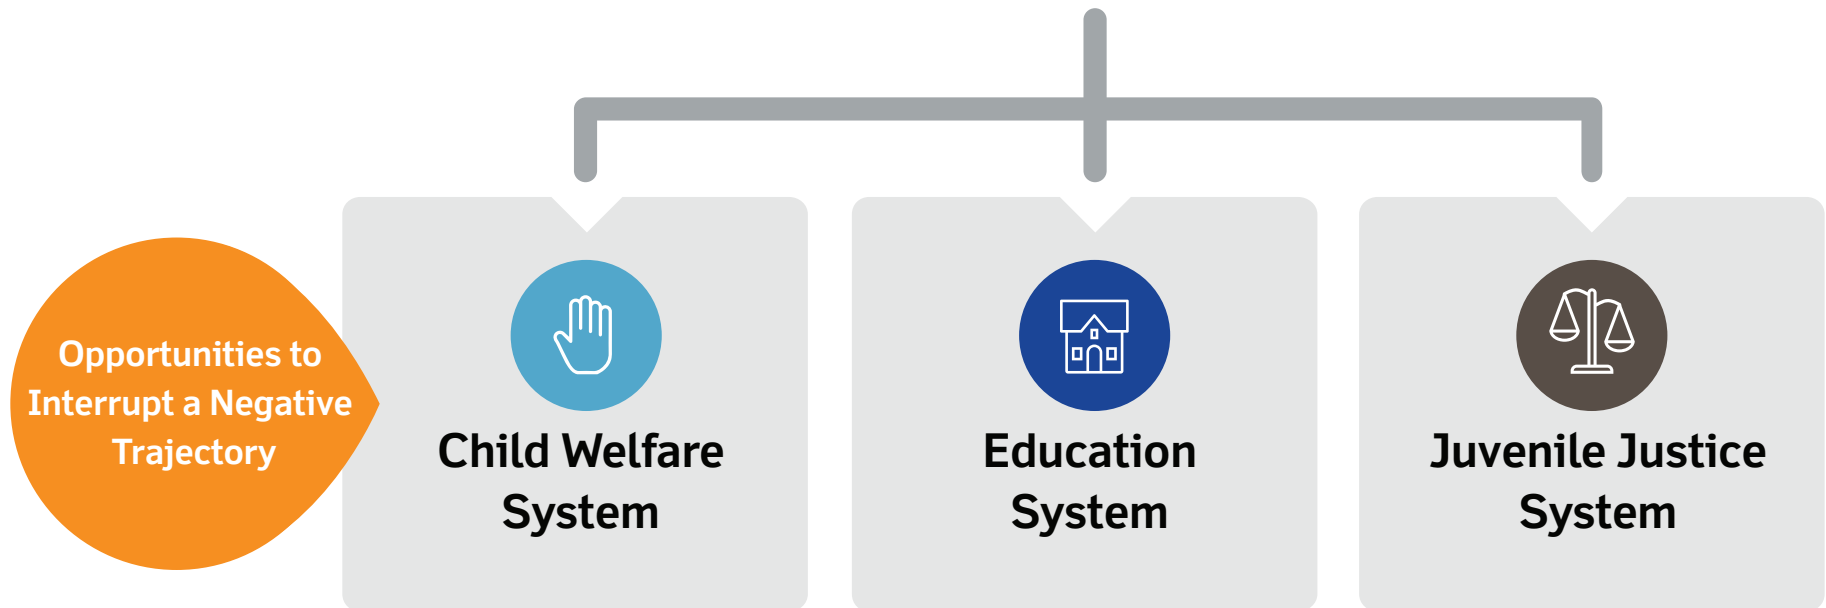 Opportunities to
Interrupt a Negative
Trajectory
Child Welfare
System
Education
System
Juvenile Justice
System